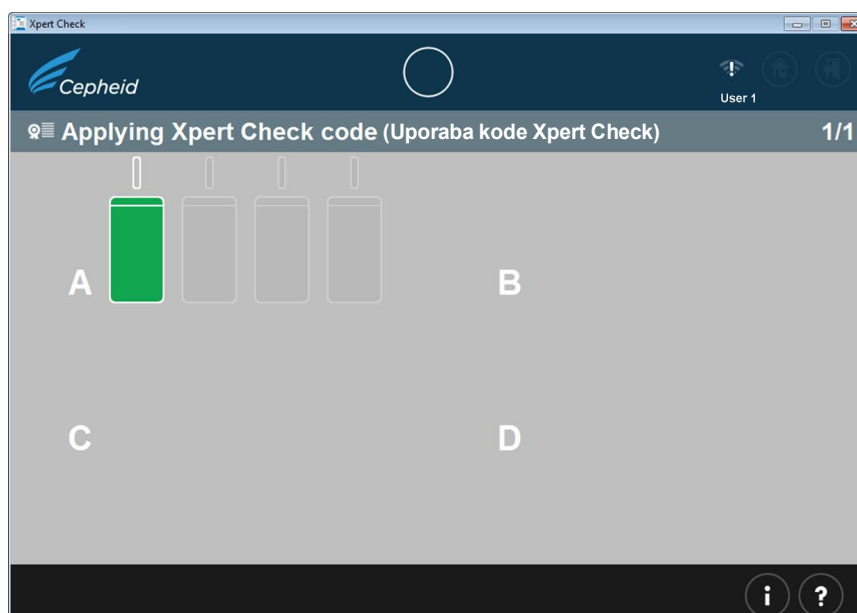 Xpert Check
Cepheid
User 1
Applying Xpert Check code (Uporaba kode Xpert Check) 1/1
A
B
C
D
i
?